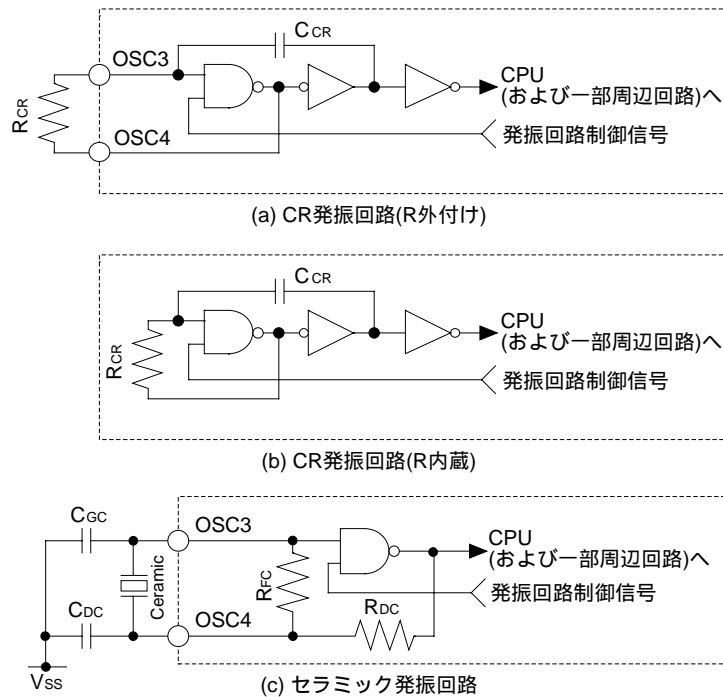 CCR
OSC3
RCR
OSC4
CPU
(および一部周辺回路)へ
発振回路制御信号
(a) CR発振回路(R外付け)
CCR
RCR
CPU
(および一部周辺回路)へ
発振回路制御信号
(b) CR発振回路(R内蔵)
CGC
OSC3
Ceramic
RFC
CPU
(および一部周辺回路)へ
発振回路制御信号
CDC
OSC4
RDC
VSS
(c) セラミック発振回路